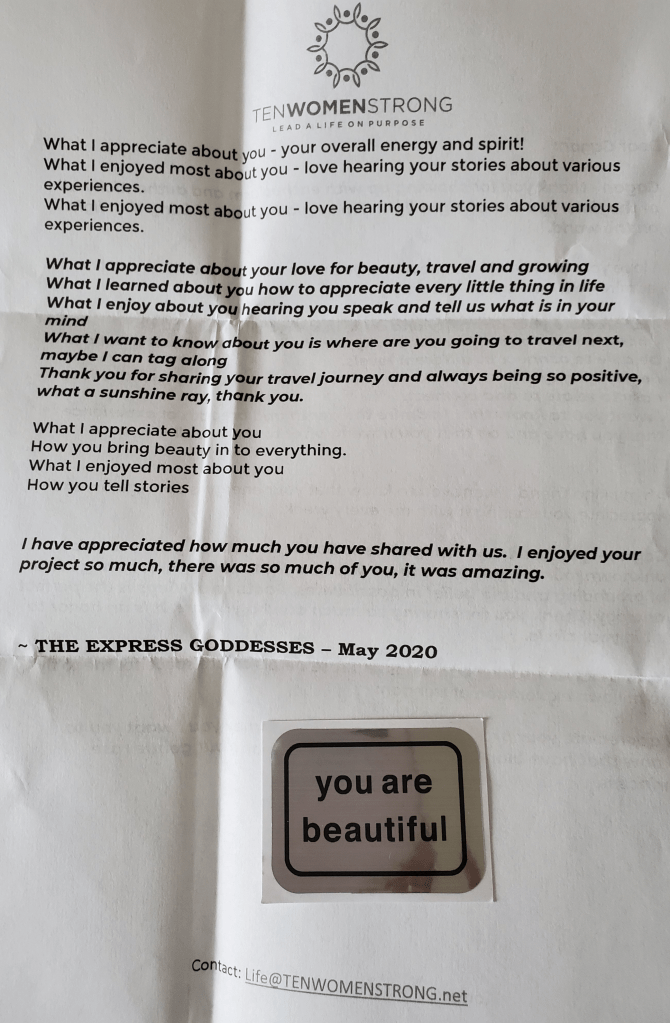 TENWOMENSTRONG
LEAD A LIFE ON PURPOSE
What I appreciate about you - your overall energy and spirit!
What I enjoyed most about you - love hearing your stories about various
experiences.
What I enjoyed most about you - love hearing your stories about various
experiences.
What I appreciate about your love for beauty, travel and growing
What I learned about you how to appreciate every little thing in life
What I enjoy about you hearing you speak and tell us what is in your
mind
What I want to know about you is where are you going to travel next,
maybe I can tag along
Thank you for sharing your travel journey and always being so positive,
what a sunshine ray, thank you.
What I appreciate about you
How you bring beauty in to everything.
What I enjoyed most about you
How you tell stories
I have appreciated how much you have shared with us. I enjoyed your
project so much, there was so much of you, it was amazing.
~ THE EXPRESS GODDESSES – May 2020
you are
beautiful
Contact: Life@TENWOMENSTRONG.net